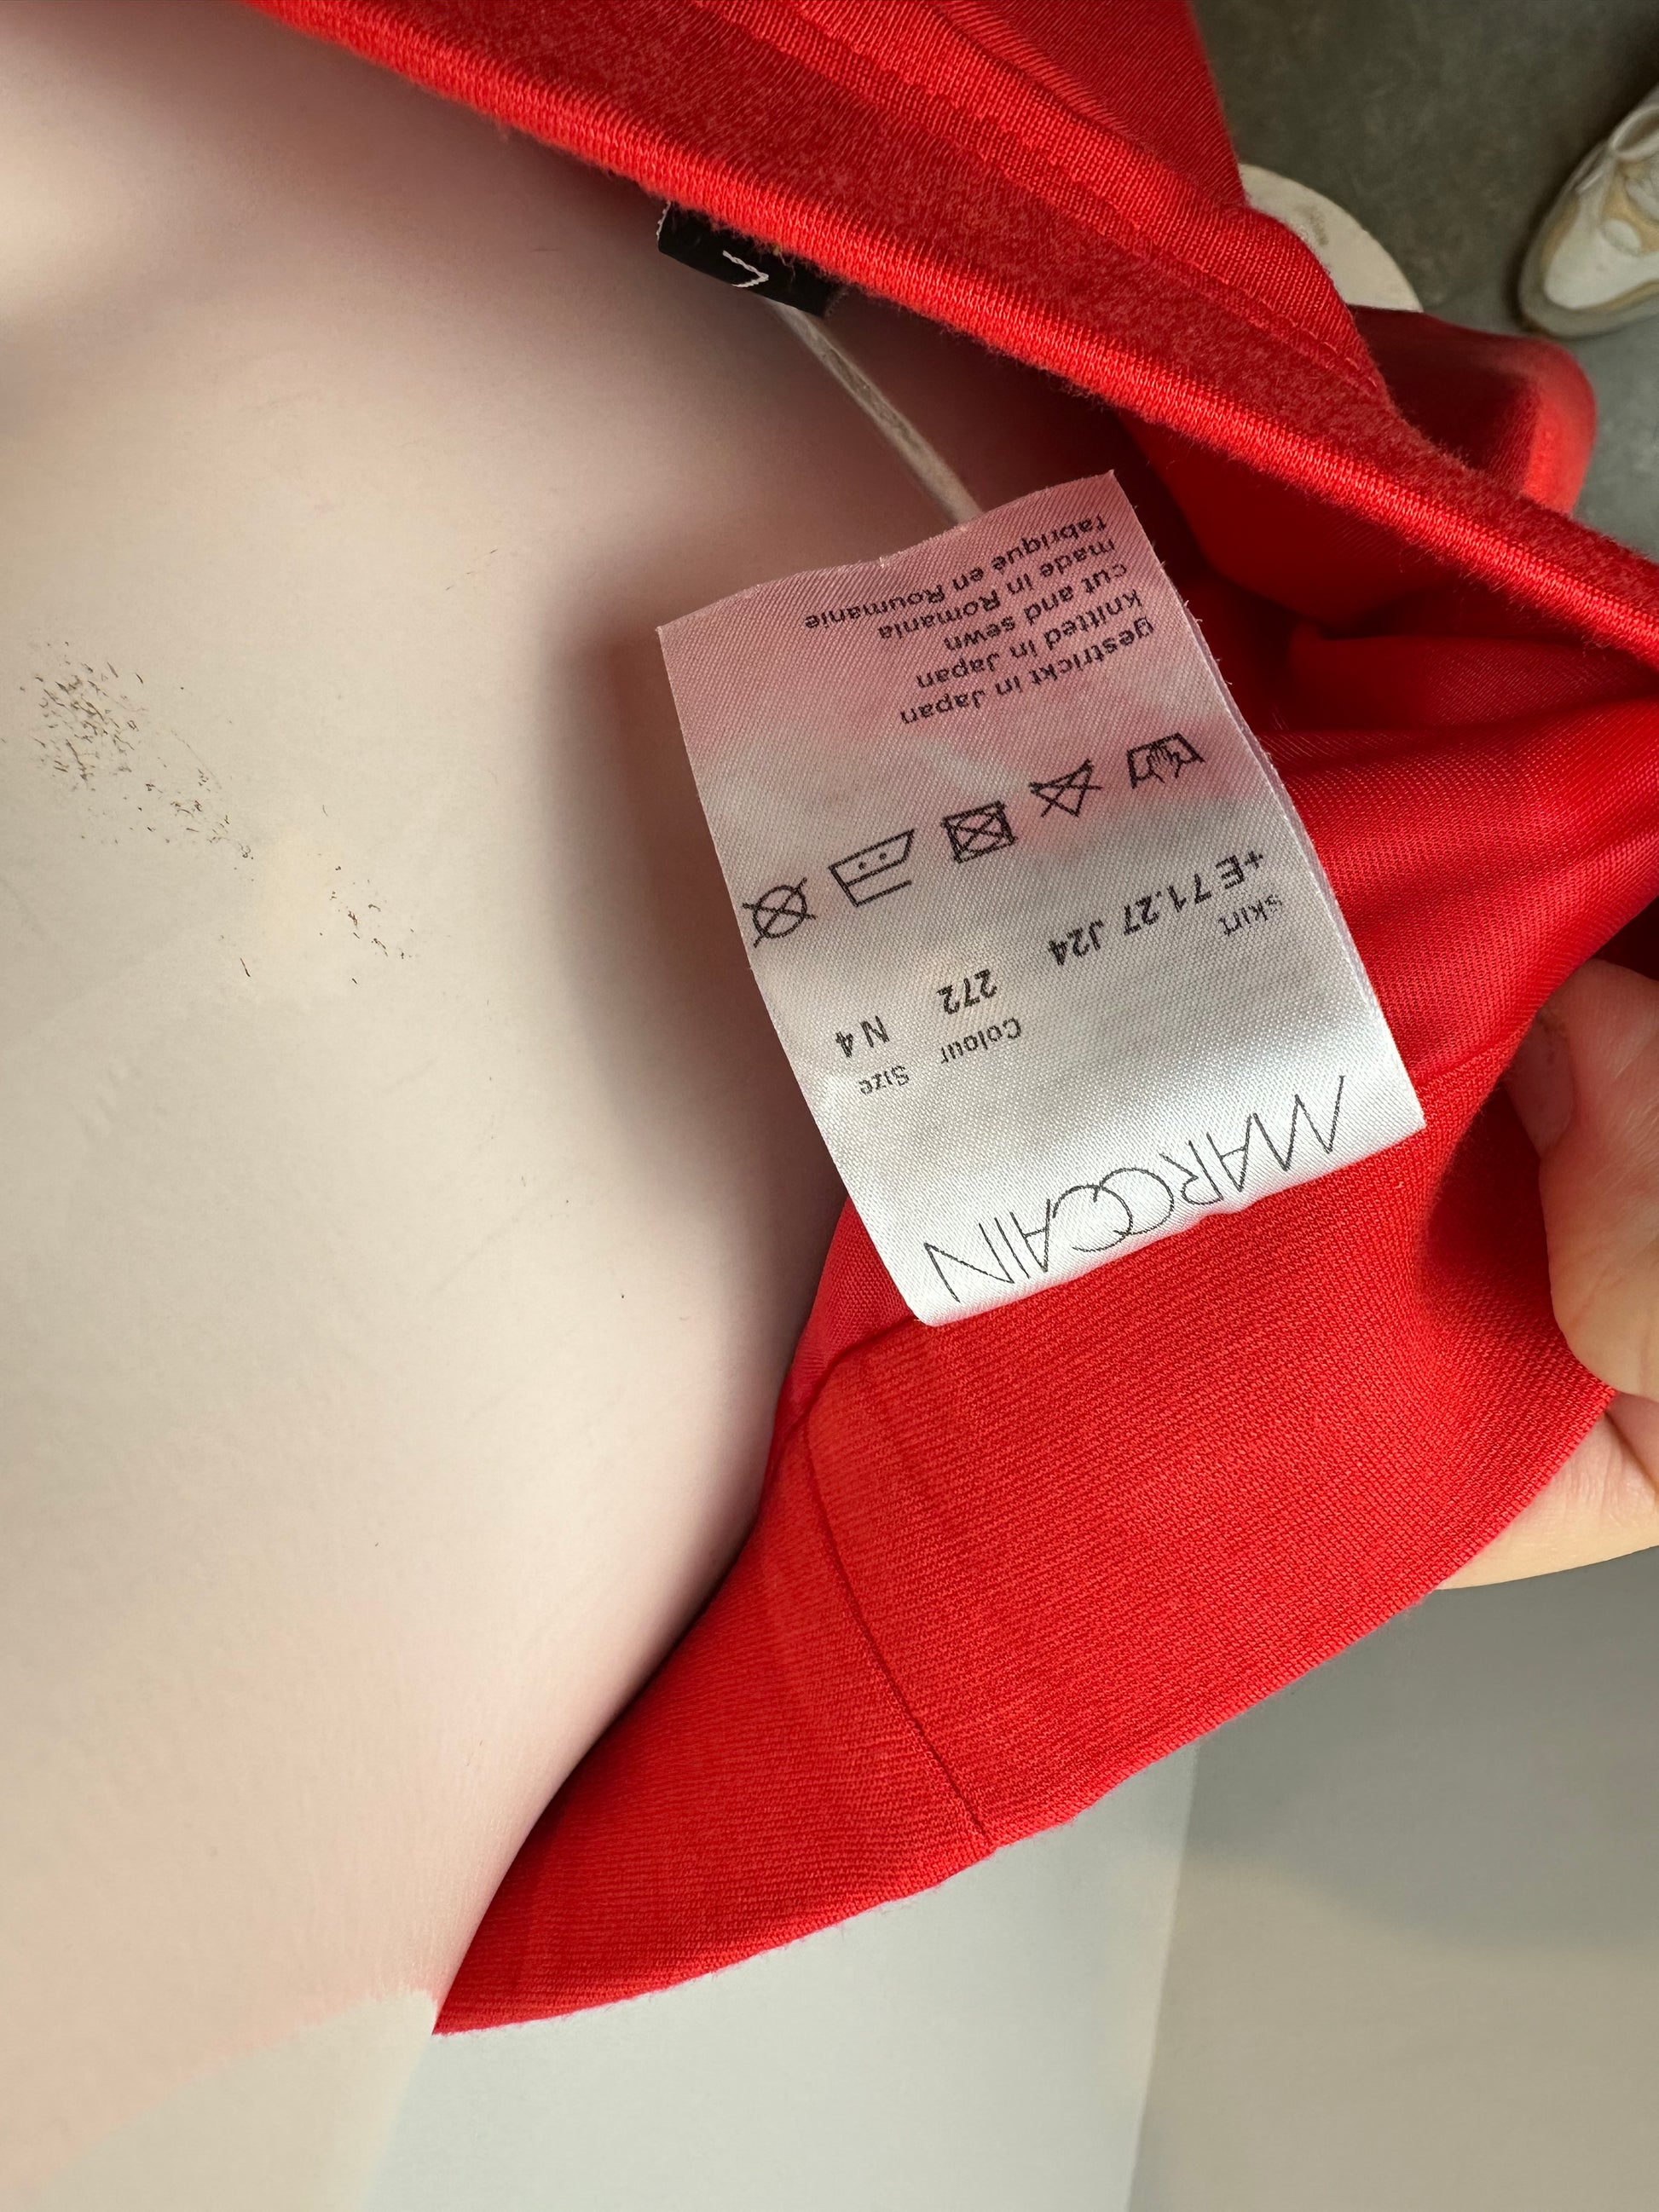 MARCCAIN
Colour Size
272 N4
skirt
+E 71.27 J24
gestrickt in Japan
knitted in Japan
cut and sewn
made in Romania
fabriqué en Roumanie